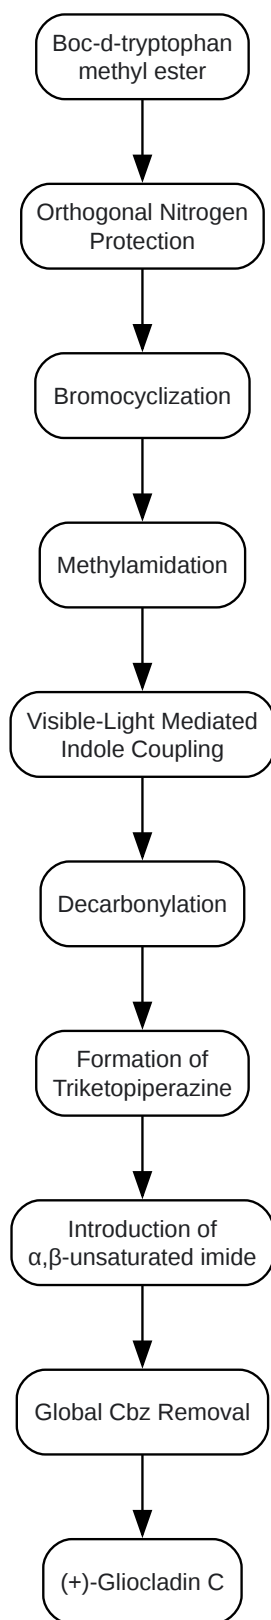 Boc-d-tryptophan
methyl ester
Orthogonal Nitrogen
Protection
Bromocyclization
Methylamidation
Visible-Light Mediated
Indole Coupling
Decarbonylation
Formation of
Triketopiperazine
Introduction of
α,β-unsaturated imide
Global Cbz Removal
(+)-Gliocladin C